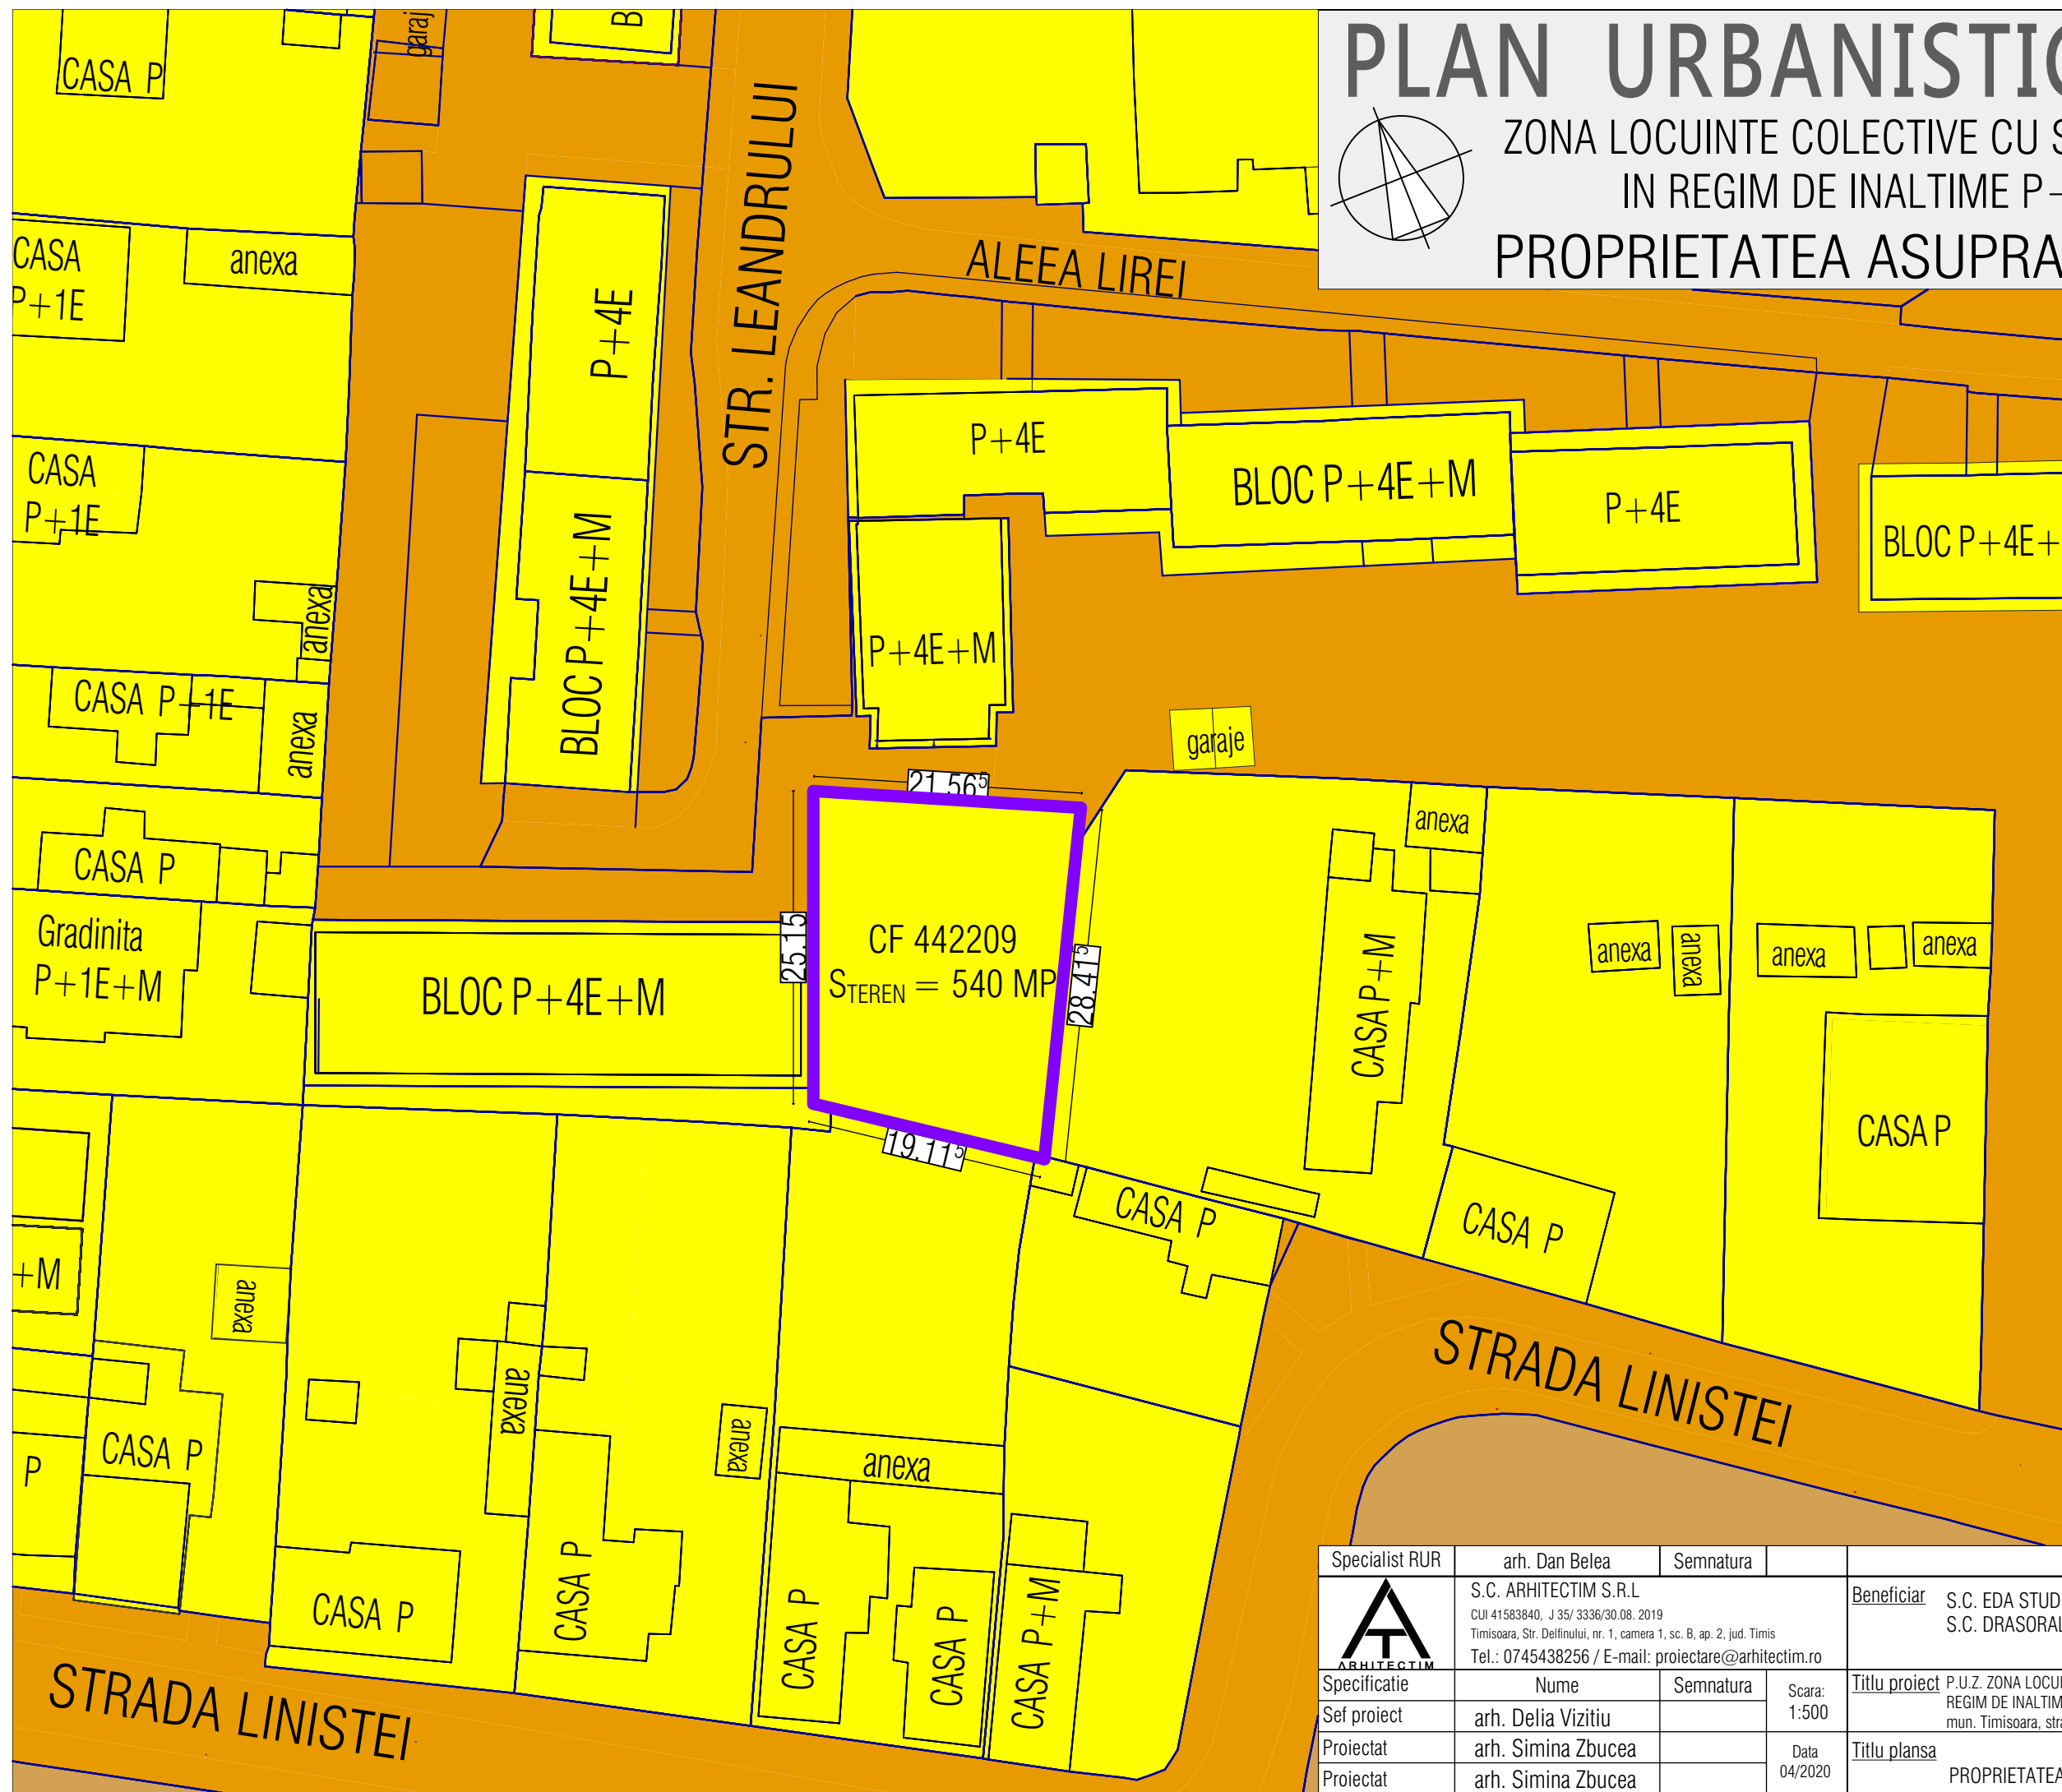 PLAN URBANISTIC
ZONA LOCUINTE COLECTIVE CU S
IN REGIM DE INALTIME P+
PROPRIETATEA ASUPRA
CASA P
garaj
B
CASA
P+1E
anexa
P+4E
STR. LEANDRULUI
ALEEA LIREI
CASA
P+1E
anexa
BLOC P+4E+M
P+4E
BLOC P+4E+M
P+4E
BLOC P+4E+
P+4E+M
CASA P+1E
anexa
garaje
CASA P
21.56⁵
25.15
28.41⁵
19.11⁵
CF 442209
STEREN = 540 MP
Gradinita
P+1E+M
BLOC P+4E+M
anexa
CASA P+M
anexa
anexa
anexa
anexa
CASA P
CASA P
CASA P
+M
anexa
anexa
anexa
anexa
STRADA LINISTEI
P
CASA P
CASA P
CASA P
CASA P
CASA P
CASA P+M
STRADA LINISTEI
Specialist RUR
arh. Dan Belea
Semnatura
ARHITECTIM
S.C. ARHITECTIM S.R.L
CUI 41583840, J 35/ 3336/30.08. 2019
Timisoara, Str. Delfinului, nr. 1, camera 1, sc. B, ap. 2, jud. Timis
Tel.: 0745438256 / E-mail: proiectare@arhitectim.ro
Beneficiar
S.C. EDA STUD
S.C. DRASORAL
Specificatie
Nume
Semnatura
Scara:
1:500
Titlu proiect
P.U.Z. ZONA LOCUI
REGIM DE INALTIM
mun. Timisoara, stra
Sef proiect
arh. Delia Vizitiu
Proiectat
arh. Simina Zbucea
Data
04/2020
Titlu plansa
PROPRIETATEA
Proiectat
arh. Simina Zbucea